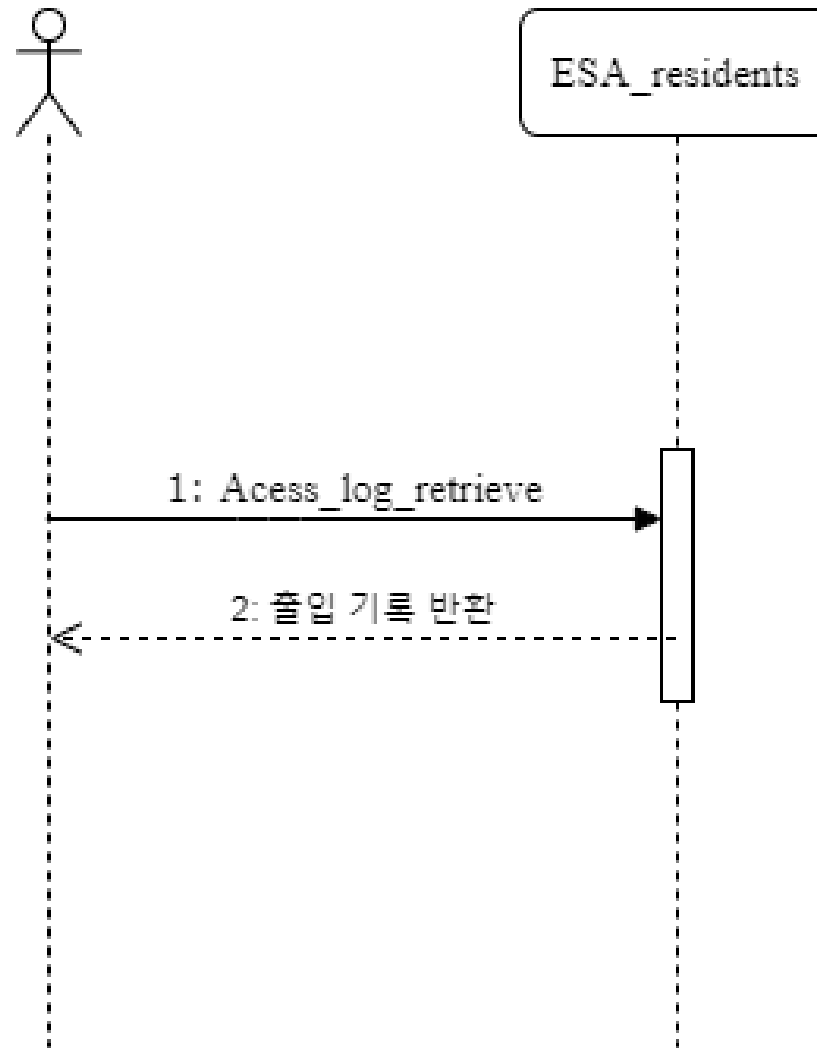 ESA_residents
1: Acess_log_retrieve
2: 출입 기록 반환